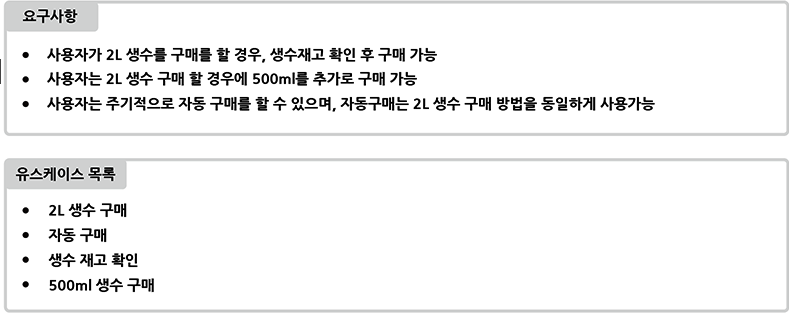 요구사항
• 사용자가 2L 생수를 구매를 할 경우, 생수재고 확인 후 구매 가능
• 사용자는 2L 생수 구매 할 경우에 500ml를 추가로 구매 가능
• 사용자는 주기적으로 자동 구매를 할 수 있으며, 자동구매는 2L 생수 구매 방법을 동일하게 사용가능
유스케이스 목록
• 2L 생수 구매
• 자동 구매
• 생수 재고 확인
• 500ml 생수 구매